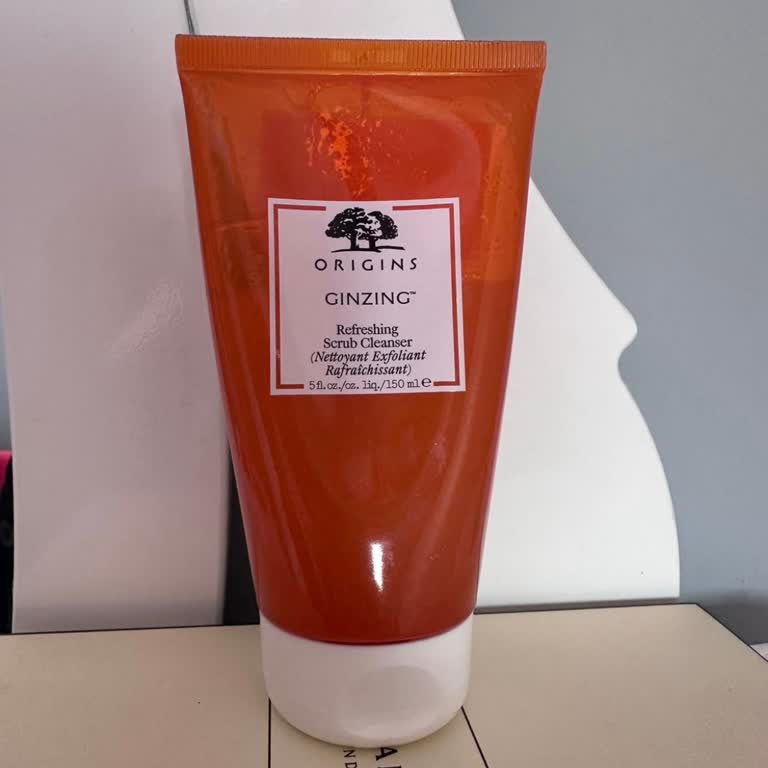 ORIGINS
GINZING™
Refreshing
Scrub Cleanser
(Nettoyant Exfoliant
Rafraîchissant)
5 fl. oz./oz. liq./150 ml e